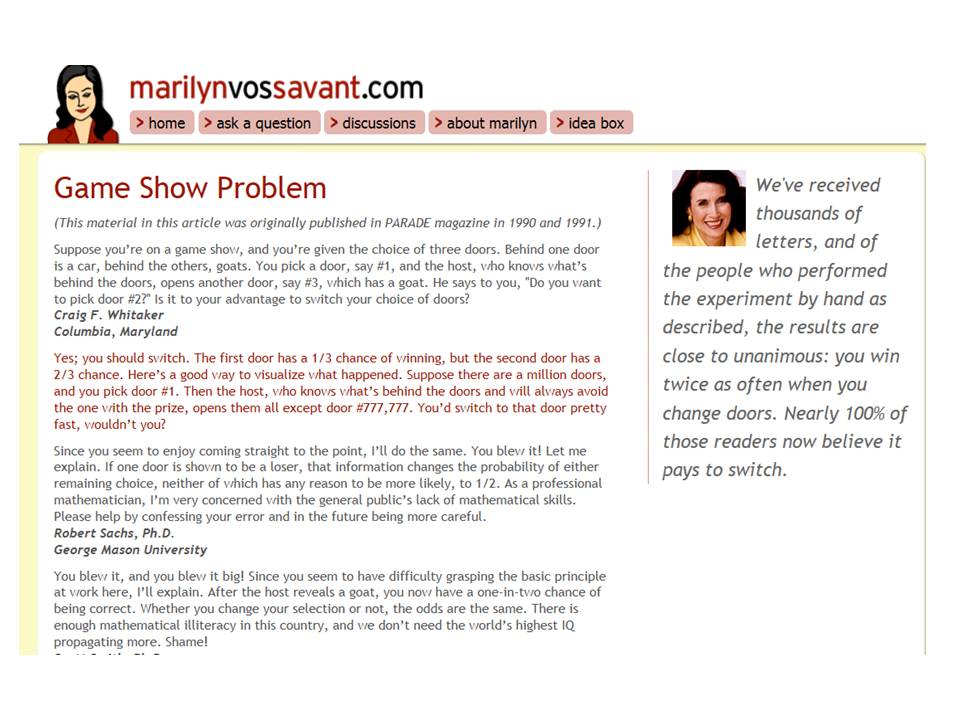 marilynvossavant.com
> home > ask a question > discussions > about marilyn > idea box
Game Show Problem
(This material in this article was originally published in PARADE magazine in 1990 and 1991.)
Suppose you’re on a game show, and you’re given the choice of three doors. Behind one door
is a car, behind the others, goats. You pick a door, say #1, and the host, who knows what’s
behind the doors, opens another door, say #3, which has a goat. He says to you, "Do you want
to pick door #2?" Is it to your advantage to switch your choice of doors?
Craig F. Whitaker
Columbia, Maryland
Yes; you should switch. The first door has a 1/3 chance of winning, but the second door has a
2/3 chance. Here’s a good way to visualize what happened. Suppose there are a million doors,
and you pick door #1. Then the host, who knows what’s behind the doors and will always avoid
the one with the prize, opens them all except door #777,777. You’d switch to that door pretty
fast, wouldn’t you?
Since you seem to enjoy coming straight to the point, I’ll do the same. You blew it! Let me
explain. If one door is shown to be a loser, that information changes the probability of either
remaining choice, neither of which has any reason to be more likely, to 1/2. As a professional
mathematician, I’m very concerned with the general public’s lack of mathematical skills.
Please help by confessing your error and in the future being more careful.
Robert Sachs, Ph.D.
George Mason University
You blew it, and you blew it big! Since you seem to have difficulty grasping the basic principle
at work here, I’ll explain. After the host reveals a goat, you now have a one-in-two chance of
being correct. Whether you change your selection or not, the odds are the same. There is
enough mathematical illiteracy in this country, and we don’t need the world’s highest IQ
propagating more. Shame!
We've received
thousands of
letters, and of
the people who performed
the experiment by hand as
described, the results are
close to unanimous: you win
twice as often when you
change doors. Nearly 100% of
those readers now believe it
pays to switch.